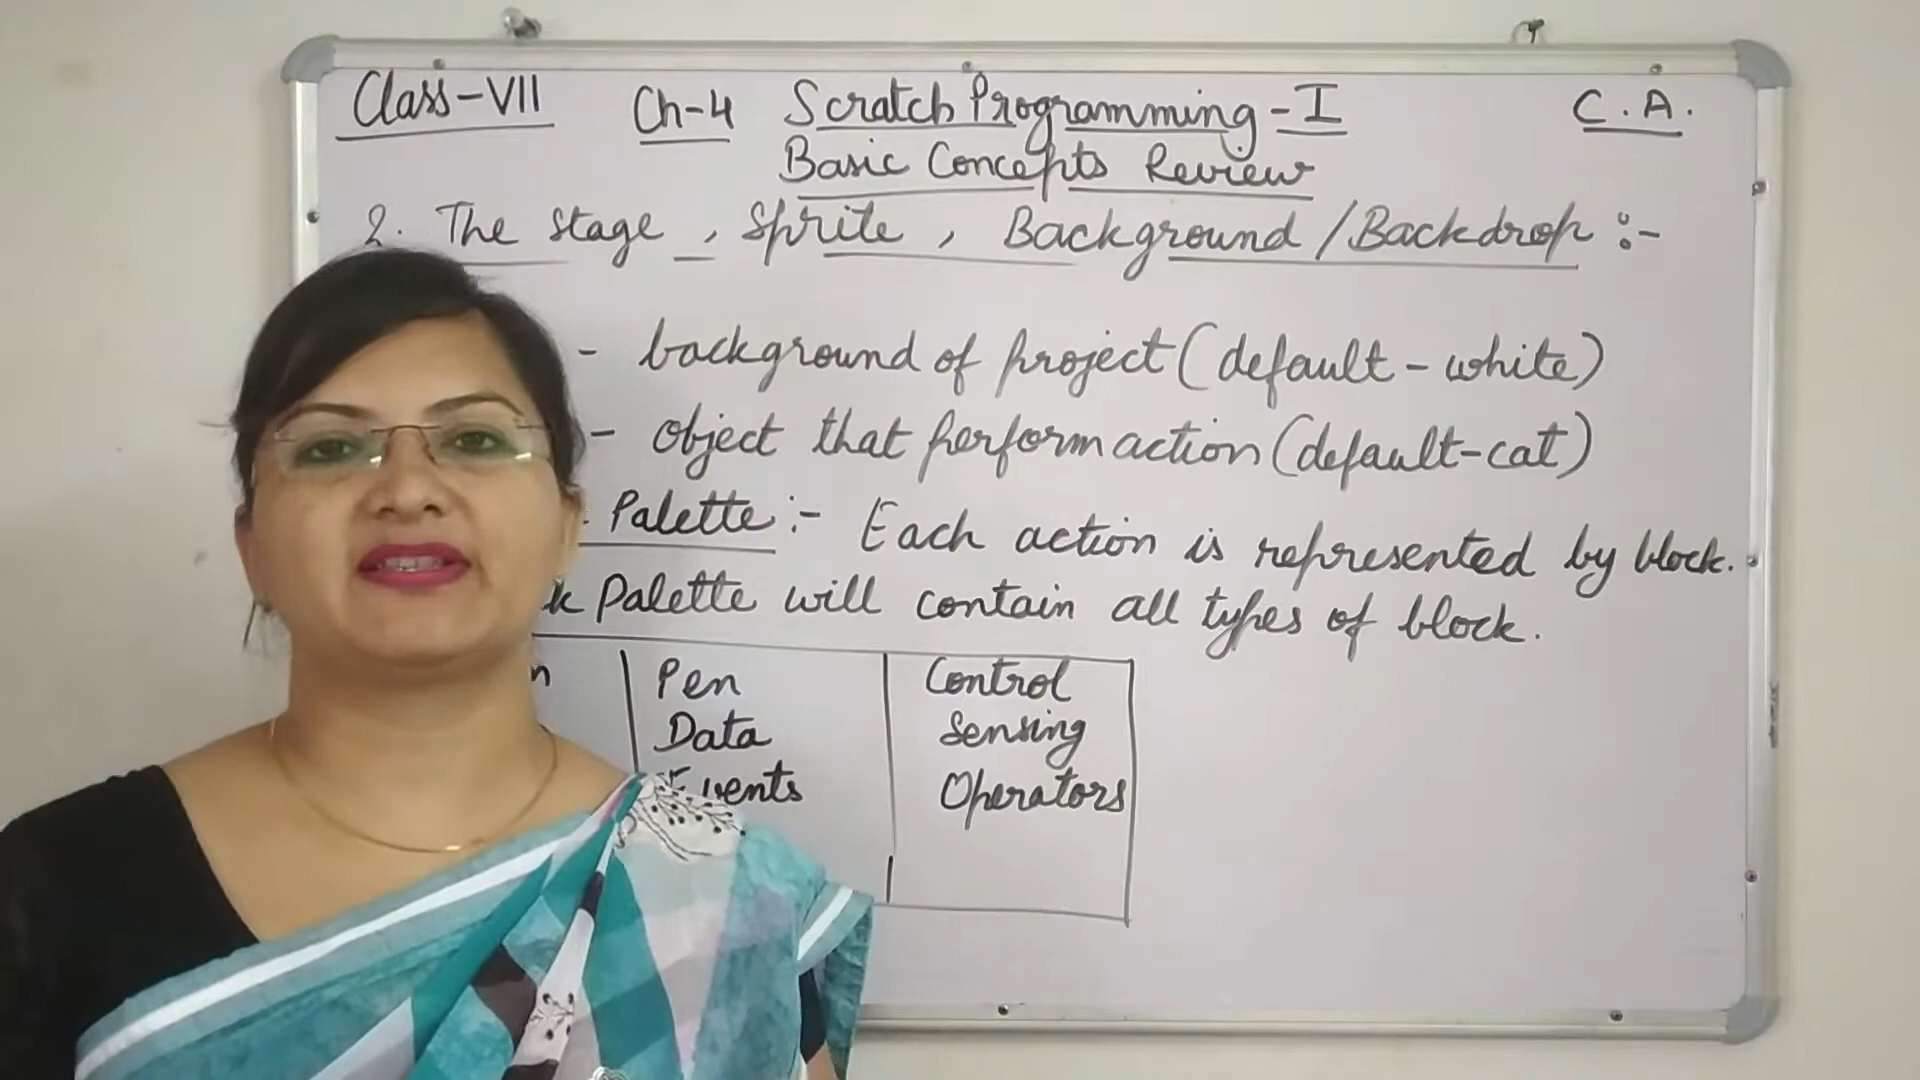 Class-VII Ch-4 Scratch Programming-I C.A.
Basic Concepts Review
2. The Stage, Sprite, Background/Backdrop :-
- background of project (default-white)
- object that perform action (default-cat)
. Palette :- Each action is represented by block.
k Palette will contain all types of block.
n Pen Control
Data Sensing
Events Operators